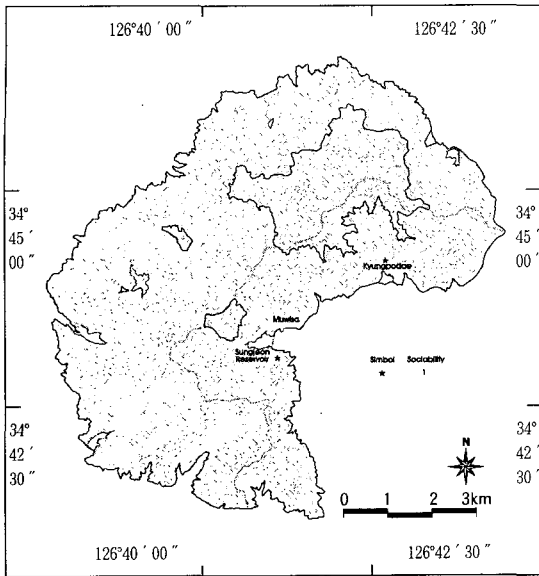 126°40′00″
126°42′30″
34°
45′
00″
34°
45′
00″
Kyungpodae
Muwisa
Sungjeon
Reservoir
Simbol
Sociability
★
1
34°
42′
30″
34°
42′
30″
N
0 1 2 3km
126°40′00″
126°42′30″